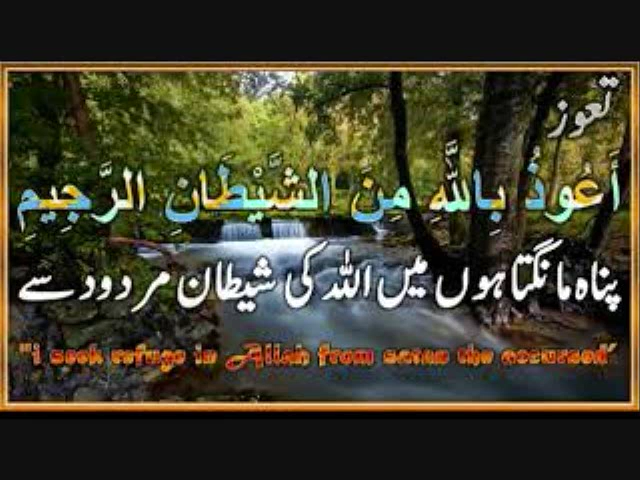 تعوز
أَعُوذُ بِاللَّهِ مِنَ الشَّيْطَانِ الرَّجِيمِ
پناہ مانگتا ہوں میں اللہ کی شیطان مردود سے
"i seek refuge in Allah from satan the accursed"